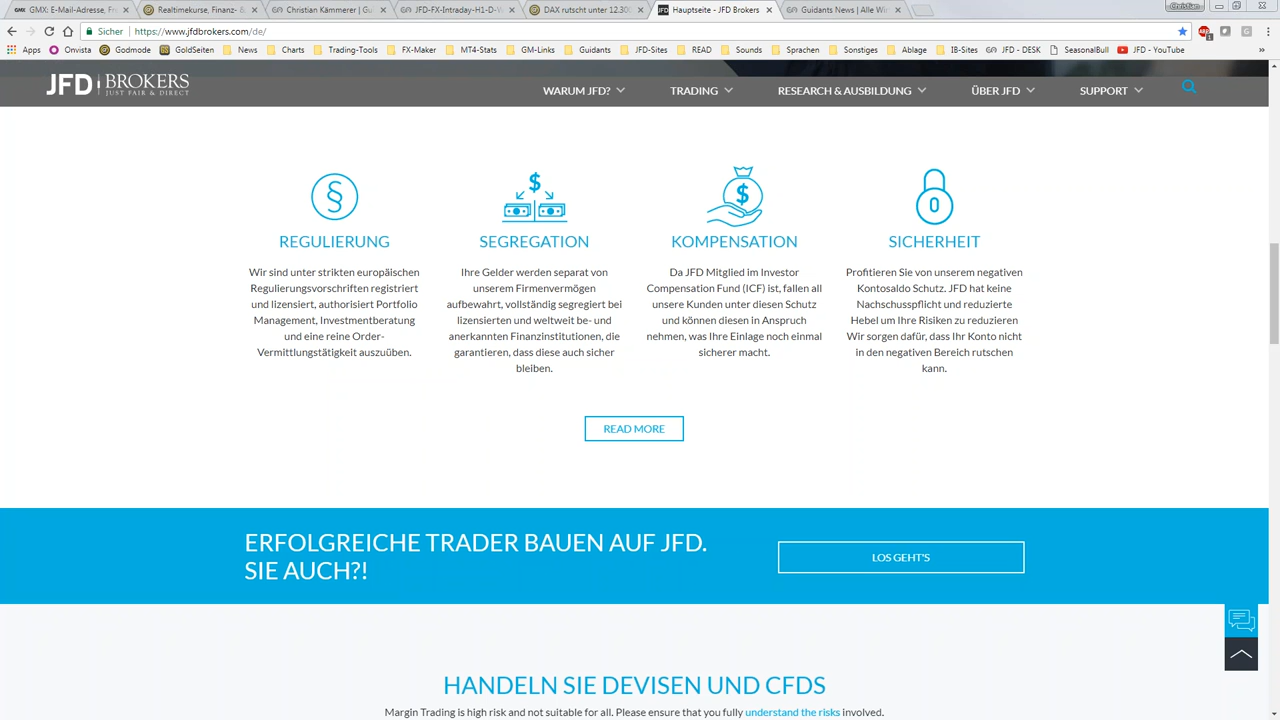 GMX: E-Mail-Adresse, Fr
Realtimekurse, Finanz- &
Christian Kämmerer | Gu
JFD-FX-Intraday-H1-D-W
DAX rutscht unter 12.300
Hauptseite - JFD Brokers
Guidants News | Alle Wi
Christian
Sicher https://www.jfdbrokers.com/de/
Apps Onvista Godmode GoldSeiten News Charts Trading-Tools FX-Maker MT4-Stats GM-Links Guidants JFD-Sites READ Sounds Sprachen Sonstiges Ablage IB-Sites JFD - DESK SeasonalBull JFD - YouTube »
JFD BROKERS
JUST FAIR & DIRECT
WARUM JFD? TRADING RESEARCH & AUSBILDUNG ÜBER JFD SUPPORT
REGULIERUNG
Wir sind unter strikten europäischen
Regulierungsvorschriften registriert
und lizensiert, authorisiert Portfolio
Management, Investmentberatung
und eine reine Order-
Vermittlungstätigkeit auszuüben.
SEGREGATION
Ihre Gelder werden separat von
unserem Firmenvermögen
aufbewahrt, vollständig segregiert bei
lizensierten und weltweit be- und
anerkannten Finanzinstitutionen, die
garantieren, dass diese auch sicher
bleiben.
KOMPENSATION
Da JFD Mitglied im Investor
Compensation Fund (ICF) ist, fallen all
unsere Kunden unter diesen Schutz
und können diesen in Anspruch
nehmen, was Ihre Einlage noch einmal
sicherer macht.
SICHERHEIT
Profitieren Sie von unserem negativen
Kontosaldo Schutz. JFD hat keine
Nachschusspflicht und reduzierte
Hebel um Ihre Risiken zu reduzieren
Wir sorgen dafür, dass Ihr Konto nicht
in den negativen Bereich rutschen
kann.
READ MORE
ERFOLGREICHE TRADER BAUEN AUF JFD.
SIE AUCH?!
LOS GEHT'S
HANDELN SIE DEVISEN UND CFDS
Margin Trading is high risk and not suitable for all. Please ensure that you fully understand the risks involved.